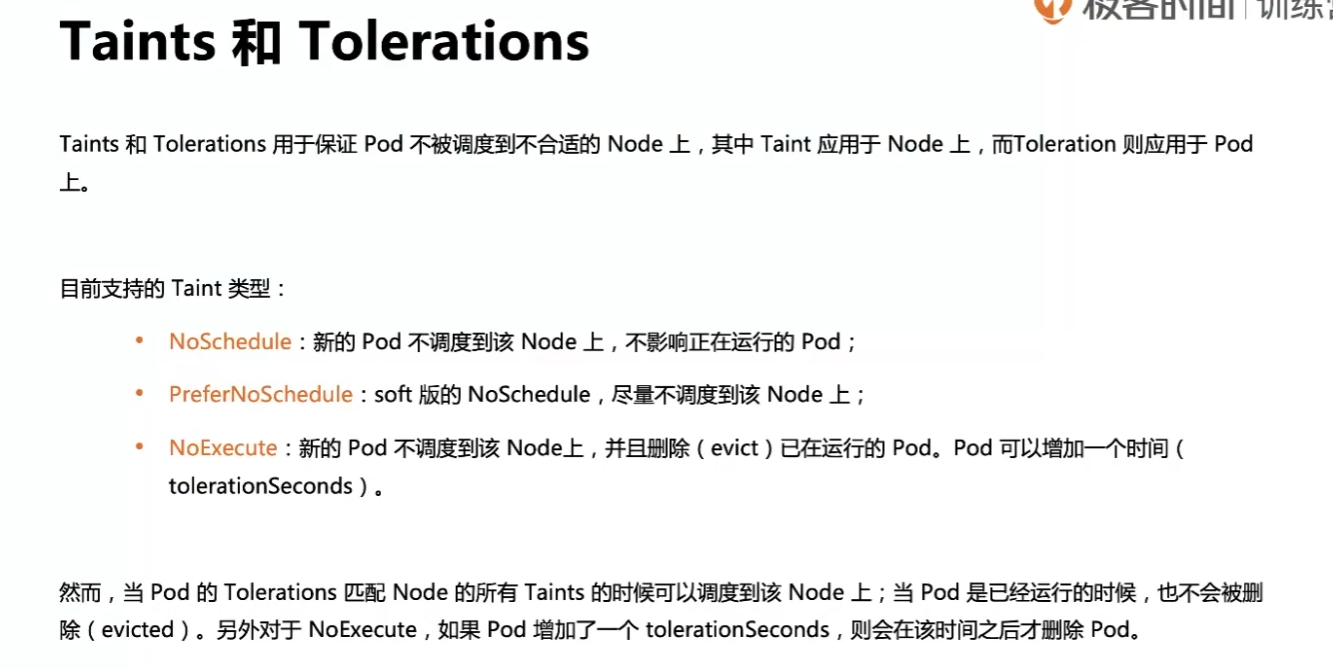 极客时间 训练营
Taints 和 Tolerations
Taints 和 Tolerations 用于保证 Pod 不被调度到不合适的 Node 上，其中 Taint 应用于 Node 上，而Toleration 则应用于 Pod
上。
目前支持的 Taint 类型：
• NoSchedule：新的 Pod 不调度到该 Node 上，不影响正在运行的 Pod；
• PreferNoSchedule：soft 版的 NoSchedule，尽量不调度到该 Node 上；
• NoExecute：新的 Pod 不调度到该 Node上，并且删除（evict）已在运行的 Pod。Pod 可以增加一个时间（
tolerationSeconds）。
然而，当 Pod 的 Tolerations 匹配 Node 的所有 Taints 的时候可以调度到该 Node 上；当 Pod 是已经运行的时候，也不会被删
除（evicted）。另外对于 NoExecute，如果 Pod 增加了一个 tolerationSeconds，则会在该时间之后才删除 Pod。